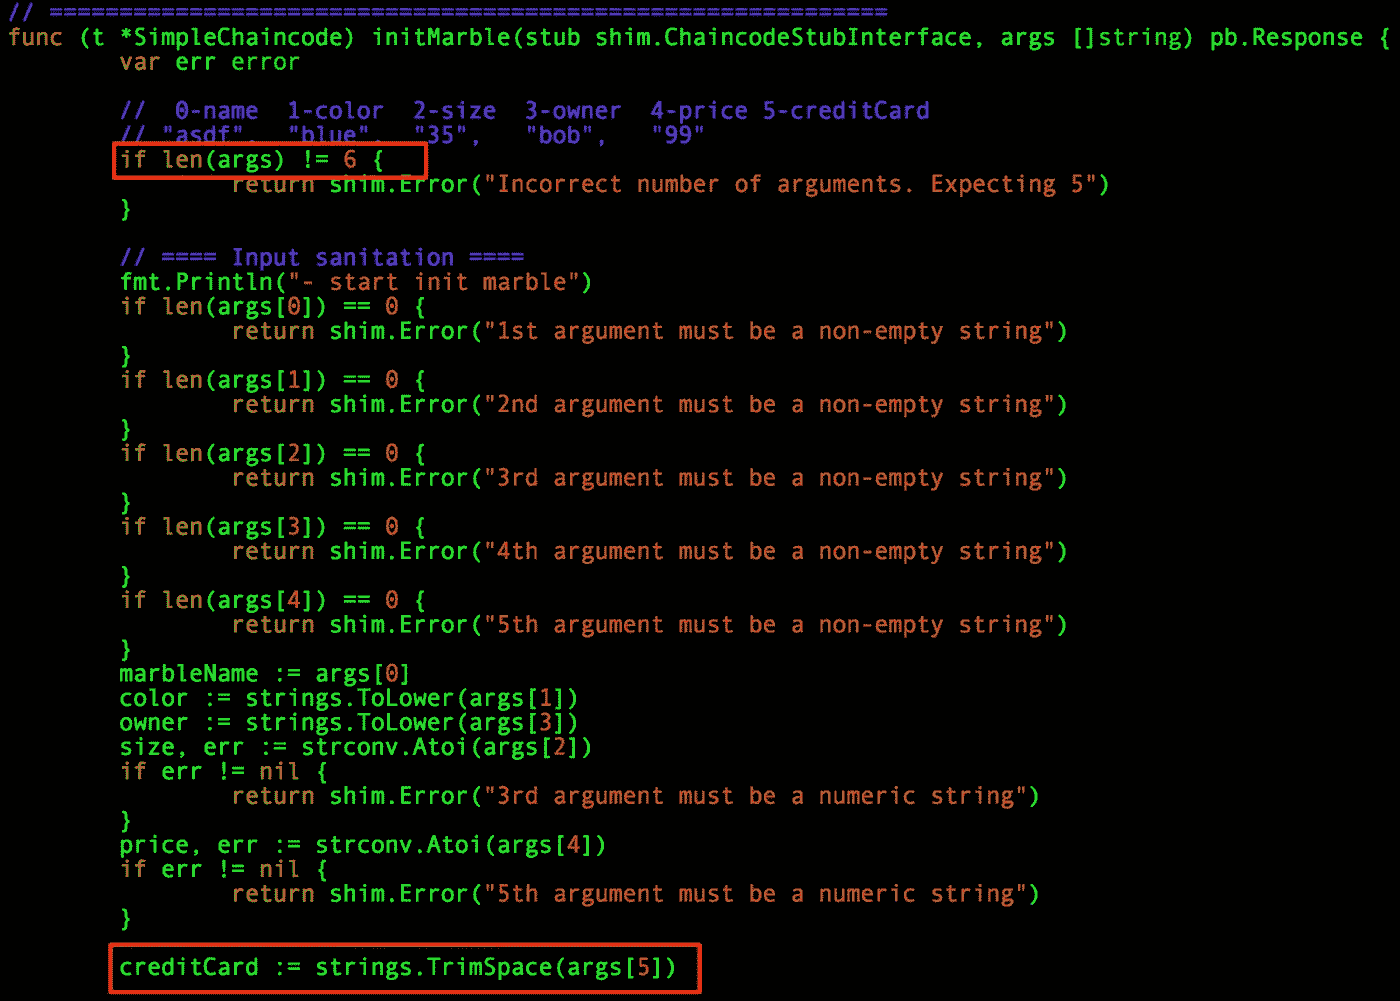 // ============================================================
func (t *SimpleChaincode) initMarble(stub shim.ChaincodeStubInterface, args []string) pb.Response {
        var err error

        //  0-name  1-color  2-size  3-owner  4-price 5-creditCard
        // "asdf",  "blue",  "35",   "bob",   "99"
        if len(args) != 6 {
                return shim.Error("Incorrect number of arguments. Expecting 5")
        }

        // ==== Input sanitation ====
        fmt.Println("- start init marble")
        if len(args[0]) == 0 {
                return shim.Error("1st argument must be a non-empty string")
        }
        if len(args[1]) == 0 {
                return shim.Error("2nd argument must be a non-empty string")
        }
        if len(args[2]) == 0 {
                return shim.Error("3rd argument must be a non-empty string")
        }
        if len(args[3]) == 0 {
                return shim.Error("4th argument must be a non-empty string")
        }
        if len(args[4]) == 0 {
                return shim.Error("5th argument must be a non-empty string")
        }
        marbleName := args[0]
        color := strings.ToLower(args[1])
        owner := strings.ToLower(args[3])
        size, err := strconv.Atoi(args[2])
        if err != nil {
                return shim.Error("3rd argument must be a numeric string")
        }
        price, err := strconv.Atoi(args[4])
        if err != nil {
                return shim.Error("5th argument must be a numeric string")
        }

        creditCard := strings.TrimSpace(args[5])